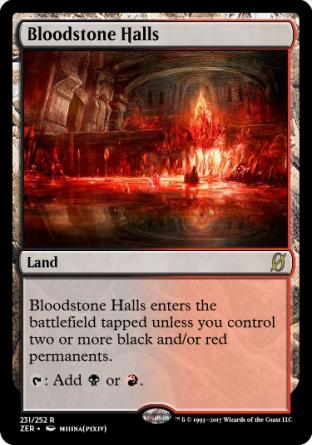 Bloodstone Halls
Land
Bloodstone Halls enters the
battlefield tapped unless you control
two or more black and/or red
permanents.
: Add or .
231/252 R
ZER • MIIINA(PIXIV)
™ & © 1993–2017 Wizards of the Coast LLC